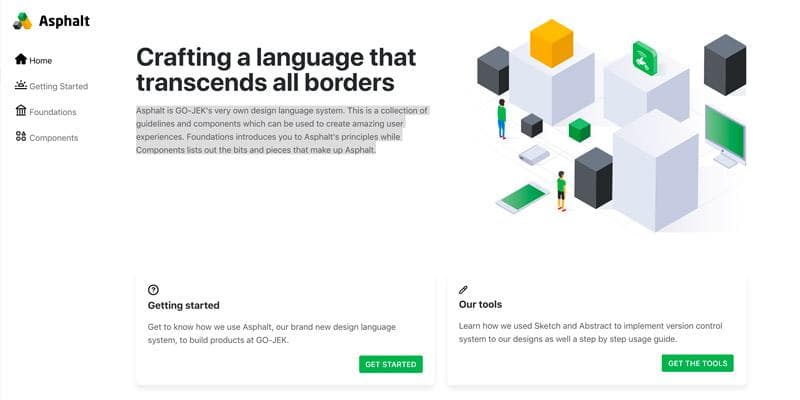 Asphalt
Home
Getting Started
Foundations
Components
Crafting a language that
transcends all borders
Asphalt is GO-JEK's very own design language system. This is a collection of
guidelines and components which can be used to create amazing user
experiences. Foundations introduces you to Asphalt's principles while
Components lists out the bits and pieces that make up Asphalt.
Getting started
Get to know how we use Asphalt, our brand new design language
system, to build products at GO-JEK.
GET STARTED
Our tools
Learn how we used Sketch and Abstract to implement version control
system to our designs as well a step by step usage guide.
GET THE TOOLS